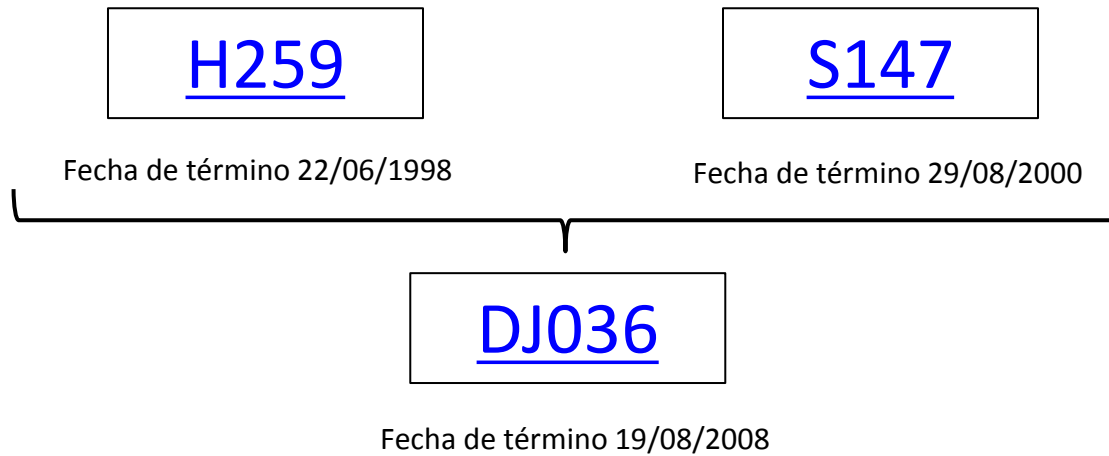 H259
S147
Fecha de término 22/06/1998
Fecha de término 29/08/2000
DJ036
Fecha de término 19/08/2008